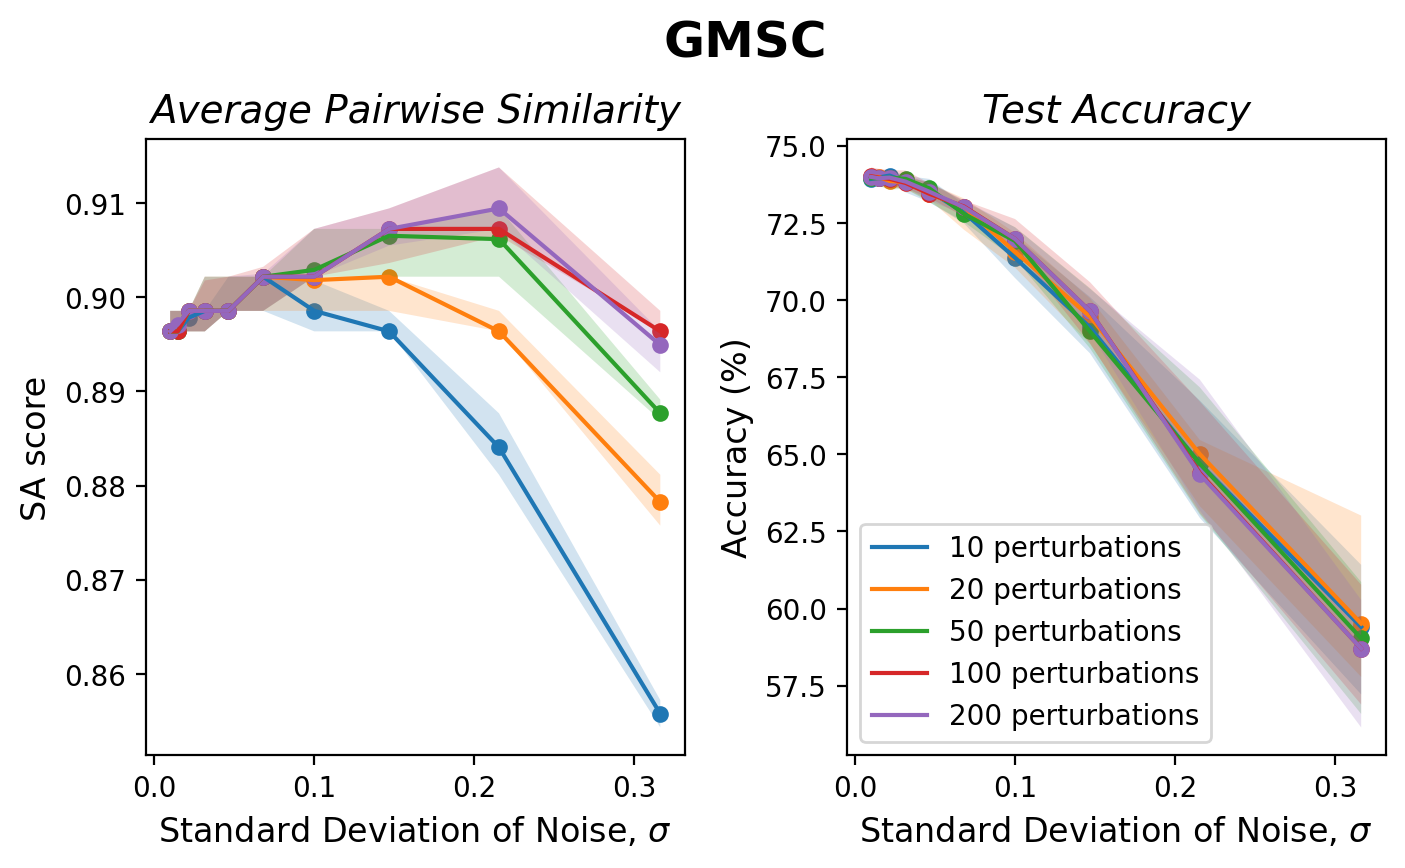 GMSC
Average Pairwise Similarity
SA score
0.91
0.90
0.89
0.88
0.87
0.86
0.0
0.1
0.2
0.3
Standard Deviation of Noise, σ
Test Accuracy
Accuracy (%)
75.0
72.5
70.0
67.5
65.0
62.5
60.0
57.5
10 perturbations
20 perturbations
50 perturbations
100 perturbations
200 perturbations
0.0
0.1
0.2
0.3
Standard Deviation of Noise, σ